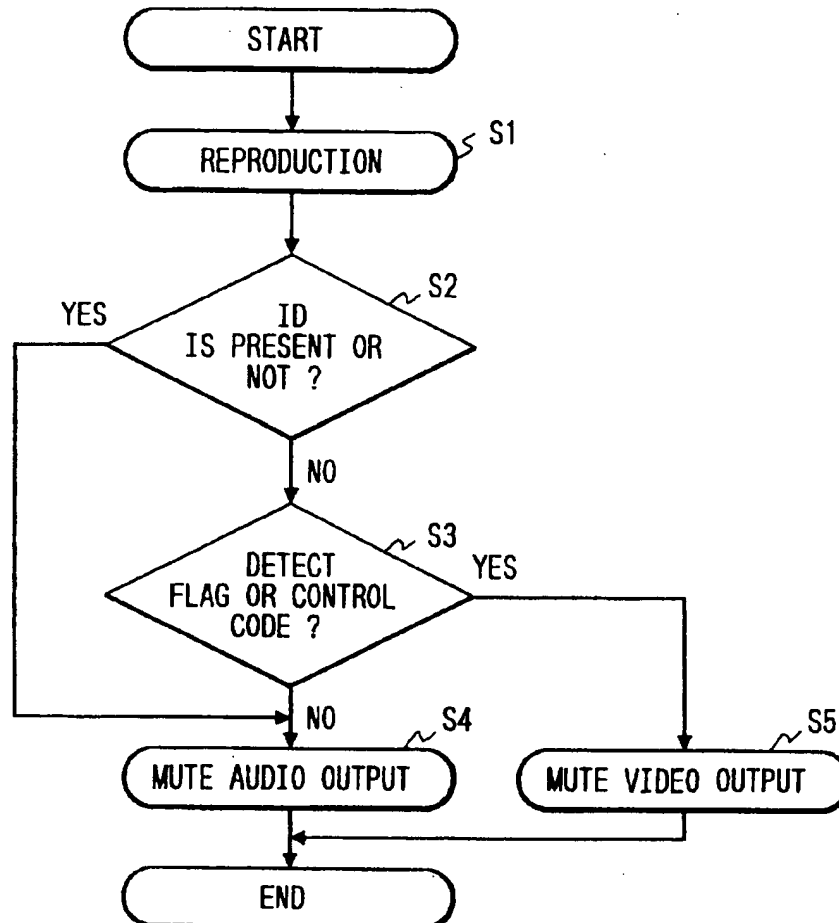 START
REPRODUCTION
S1
S2
YES
ID
IS PRESENT OR
NOT ?
NO
S3
DETECT
FLAG OR CONTROL
CODE ?
YES
NO
S4
S5
MUTE AUDIO OUTPUT
MUTE VIDEO OUTPUT
END